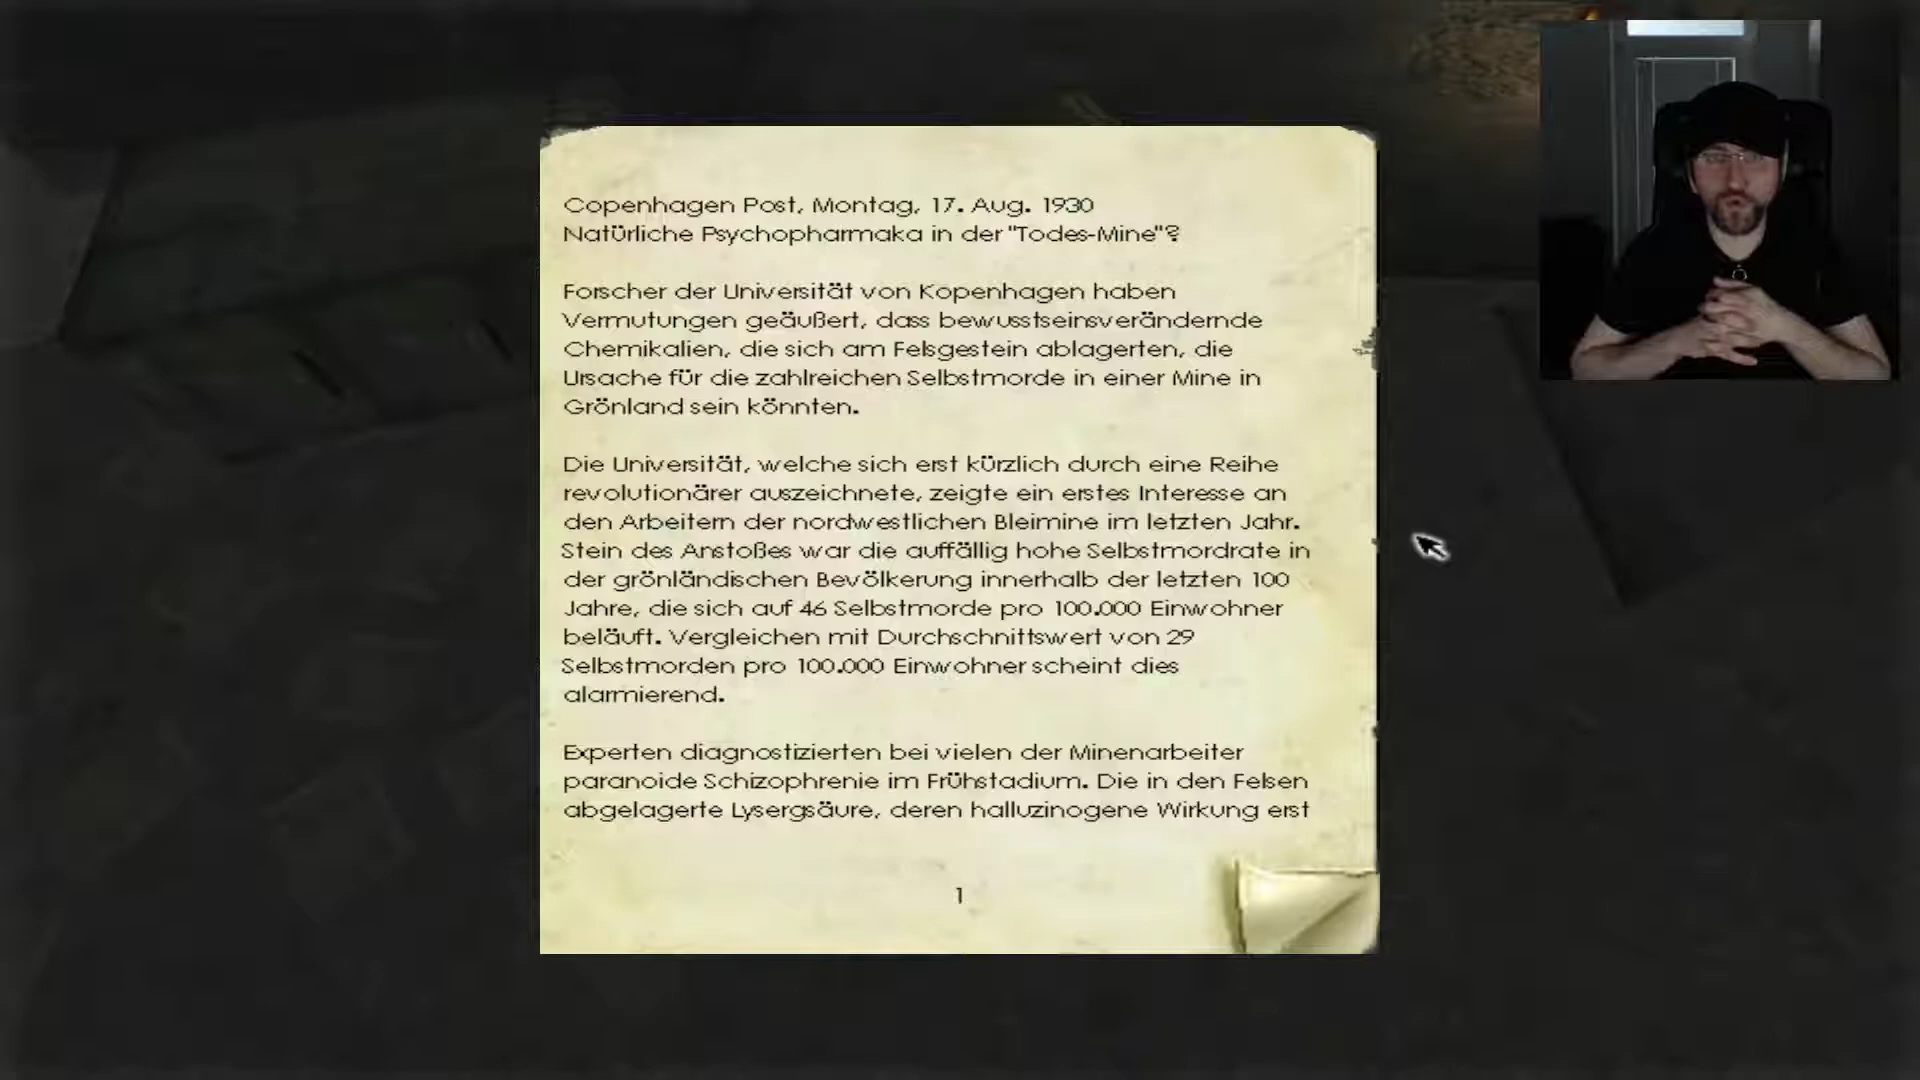 Copenhagen Post, Montag, 17. Aug. 1930
Natürliche Psychopharmaka in der "Todes-Mine"?
Forscher der Universität von Kopenhagen haben
Vermutungen geäußert, dass bewusstseinsverändernde
Chemikalien, die sich am Felsgestein ablagerten, die
Ursache für die zahlreichen Selbstmorde in einer Mine in
Grönland sein könnten.
Die Universität, welche sich erst kürzlich durch eine Reihe
revolutionärer auszeichnete, zeigte ein erstes Interesse an
den Arbeitern der nordwestlichen Bleimine im letzten Jahr.
Stein des Anstoßes war die auffällig hohe Selbstmordrate in
der grönländischen Bevölkerung innerhalb der letzten 100
Jahre, die sich auf 46 Selbstmorde pro 100.000 Einwohner
beläuft. Vergleichen mit Durchschnittswert von 29
Selbstmorden pro 100.000 Einwohner scheint dies
alarmierend.
Experten diagnostizierten bei vielen der Minenarbeiter
paranoide Schizophrenie im Frühstadium. Die in den Felsen
abgelagerte Lysergsäure, deren halluzinogene Wirkung erst
1